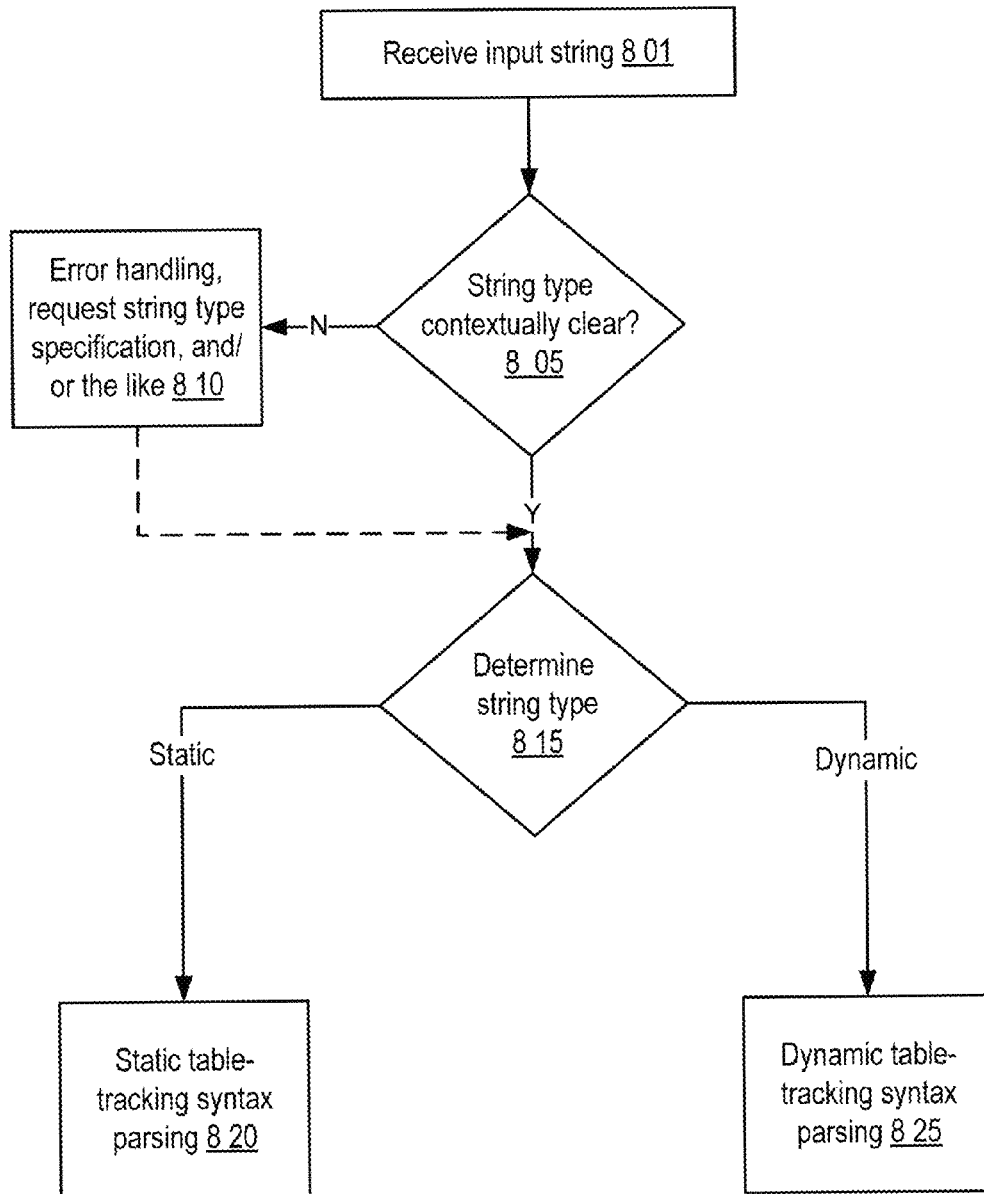 Receive input string 8 01
String type
contextually clear?
8 05
N
Error handling,
request string type
specification, and/
or the like 8 10
Y
Determine
string type
8 15
Static
Dynamic
Static table-
tracking syntax
parsing 8 20
Dynamic table-
tracking syntax
parsing 8 25